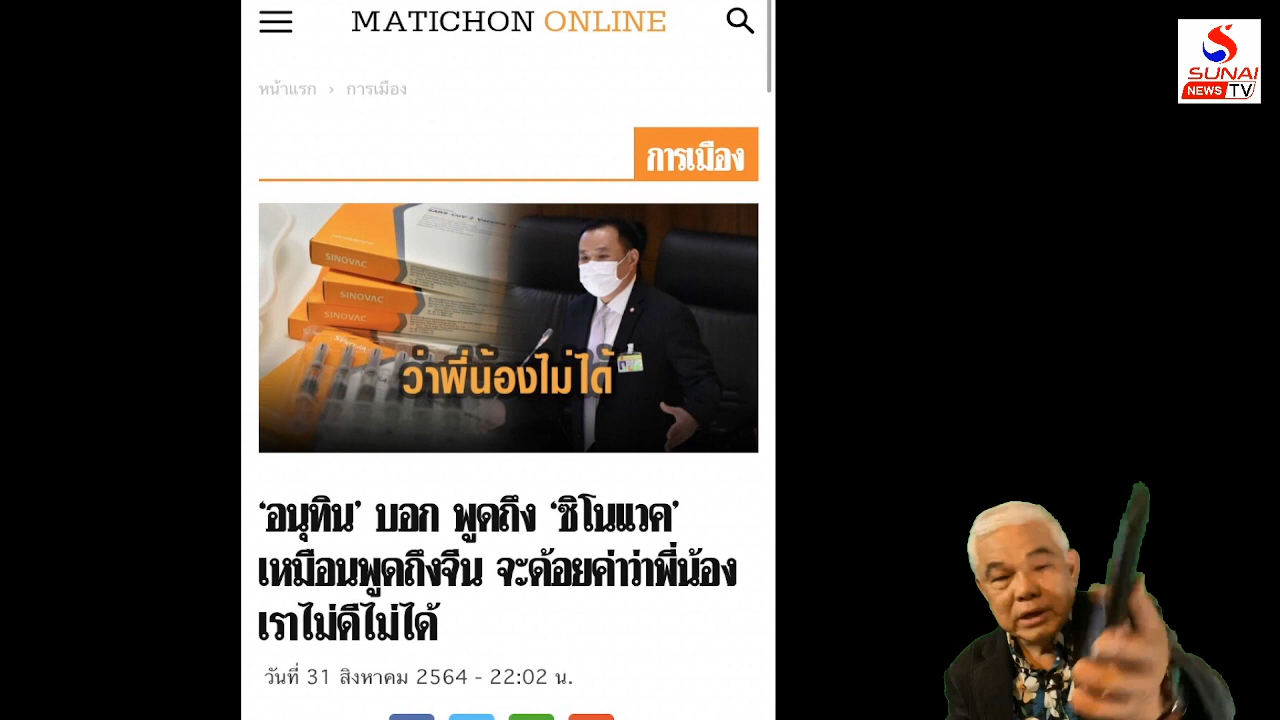 MATICHON ONLINE
SUNAI
NEWS TV
หน้าแรก › การเมือง
การเมือง
SARS-CoV-2 Vaccine
SINOVAC
SINOVAC
SINOVAC
ว่าพี่น้องไม่ได้
‘อนุทิน’ บอก พูดถึง ‘ซิโนแวค’
เหมือนพูดถึงจีน จะด้อยค่าว่าพี่น้อง
เราไม่ดีไม่ได้
วันที่ 31 สิงหาคม 2564 - 22:02 น.